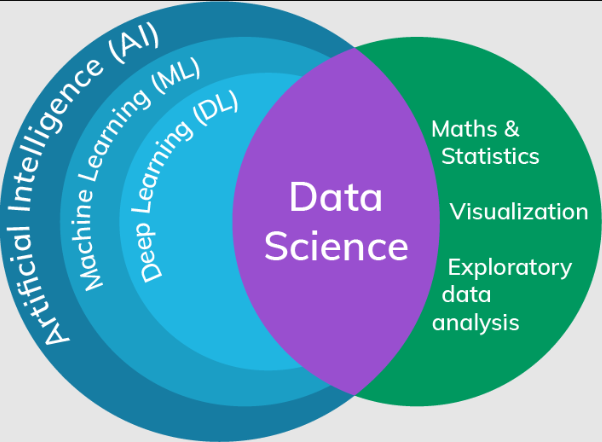 Artificial Intelligence (AI)
Machine Learning (ML)
Deep Learning (DL)
Data
Science
Maths &
Statistics
Visualization
Exploratory
data
analysis